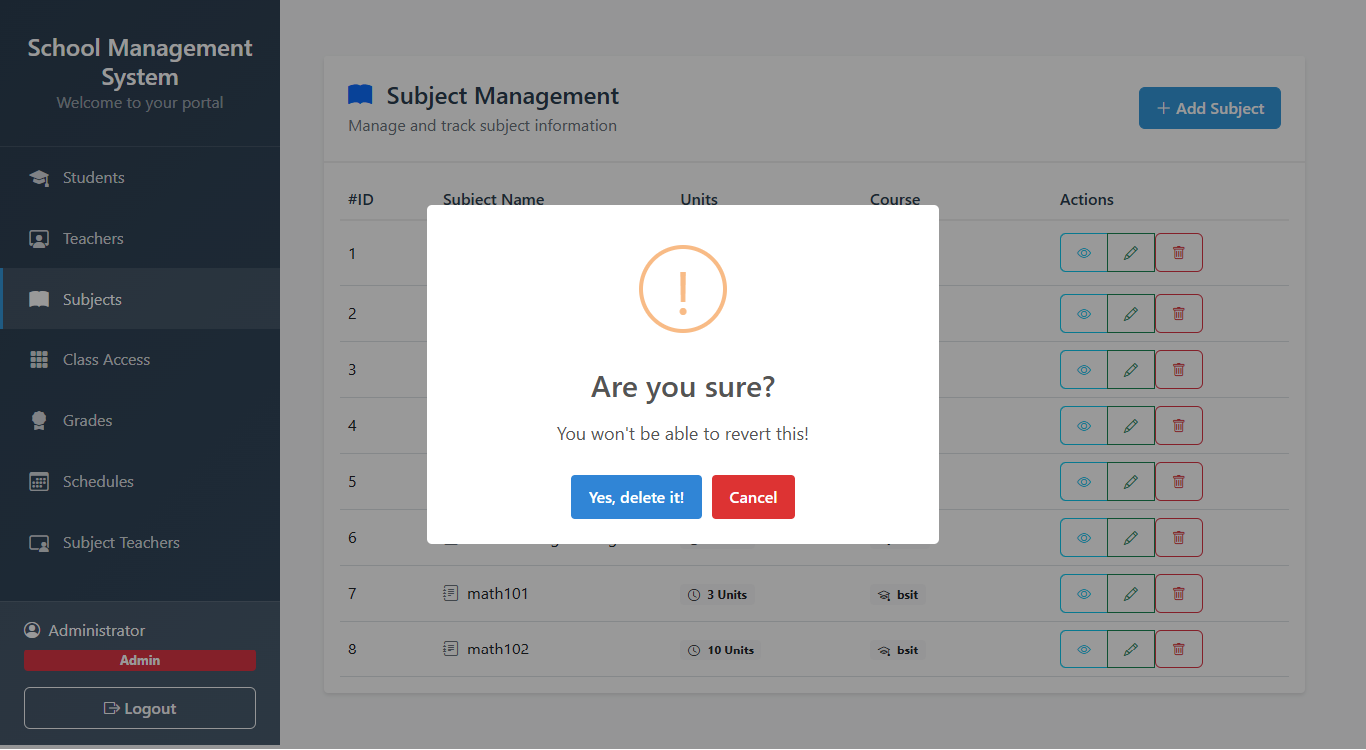 School Management
System
Welcome to your portal
Students
Teachers
Subjects
Class Access
Grades
Schedules
Subject Teachers
Administrator
Admin
Logout
Subject Management
Manage and track subject information
+ Add Subject
#ID Subject Name Units Course Actions
1
2
3
4
5
6
7 math101 3 Units bsit
8 math102 10 Units bsit
Are you sure?
You won't be able to revert this!
Yes, delete it! Cancel